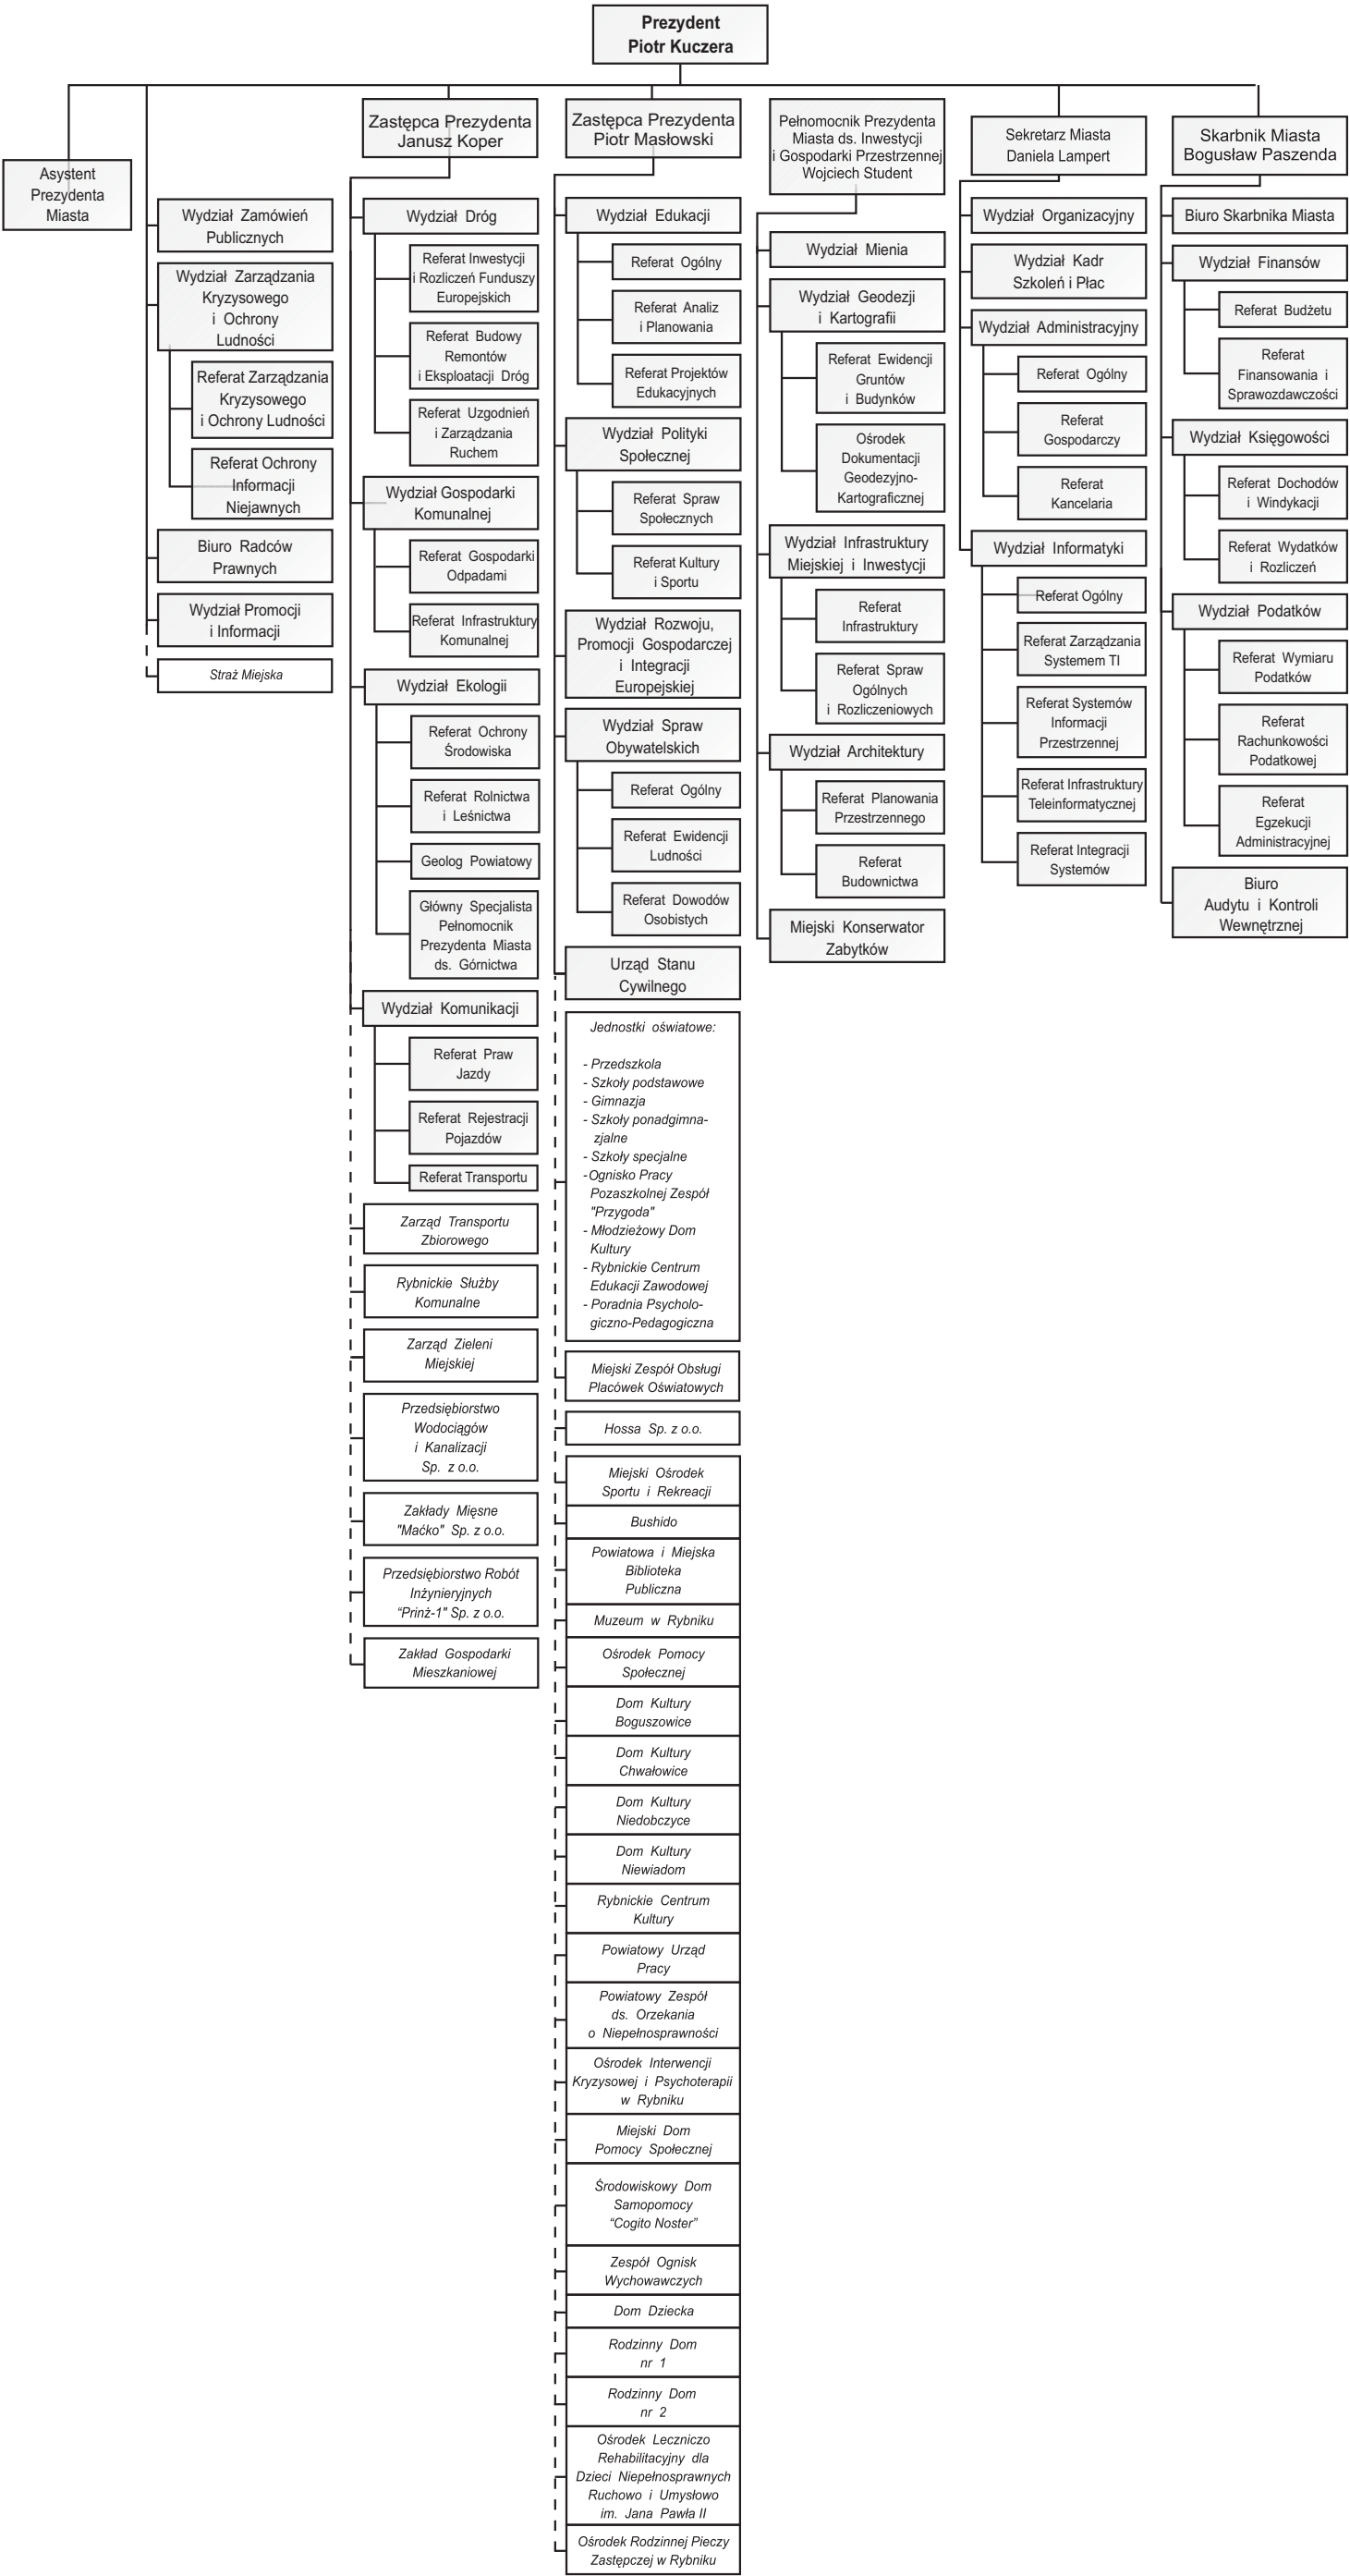 Prezydent
Piotr Kuczera
Asystent
Prezydenta
Miasta
Wydział Zamówień
Publicznych
Wydział Zarządzania
Kryzysowego
i Ochrony
Ludności
Referat Zarządzania
Kryzysowego
i Ochrony Ludności
Referat Ochrony
Informacji
Niejawnych
Biuro Radców
Prawnych
Wydział Promocji
i Informacji
Straż Miejska
Zastępca Prezydenta
Janusz Koper
Wydział Dróg
Referat Inwestycji
i Rozliczeń Funduszy
Europejskich
Referat Budowy
Remontów
i Eksploatacji Dróg
Referat Uzgodnień
i Zarządzania
Ruchem
Wydział Gospodarki
Komunalnej
Referat Gospodarki
Odpadami
Referat Infrastruktury
Komunalnej
Wydział Ekologii
Referat Ochrony
Środowiska
Referat Rolnictwa
i Leśnictwa
Geolog Powiatowy
Główny Specjalista
Pełnomocnik
Prezydenta Miasta
ds. Górnictwa
Wydział Komunikacji
Referat Praw
Jazdy
Referat Rejestracji
Pojazdów
Referat Transportu
Zarząd Transportu
Zbiorowego
Rybnickie Służby
Komunalne
Zarząd Zieleni
Miejskiej
Przedsiębiorstwo
Wodociągów
i Kanalizacji
Sp. z o.o.
Zakłady Mięsne
"Maćko" Sp. z o.o.
Przedsiębiorstwo Robót
Inżynieryjnych
“Prinż-1" Sp. z o.o.
Zakład Gospodarki
Mieszkaniowej
Zastępca Prezydenta
Piotr Masłowski
Wydział Edukacji
Referat Ogólny
Referat Analiz
i Planowania
Referat Projektów
Edukacyjnych
Wydział Polityki
Społecznej
Referat Spraw
Społecznych
Referat Kultury
i Sportu
Wydział Rozwoju,
Promocji Gospodarczej
i Integracji
Europejskiej
Wydział Spraw
Obywatelskich
Referat Ogólny
Referat Ewidencji
Ludności
Referat Dowodów
Osobistych
Urząd Stanu
Cywilnego
Jednostki oświatowe:
- Przedszkola
- Szkoły podstawowe
- Gimnazja
- Szkoły ponadgimna-
zjalne
- Szkoły specjalne
-Ognisko Pracy
Pozaszkolnej Zespół
"Przygoda"
- Młodzieżowy Dom
Kultury
- Rybnickie Centrum
Edukacji Zawodowej
- Poradnia Psycholo-
giczno-Pedagogiczna
Miejski Zespół Obsługi
Placówek Oświatowych
Hossa Sp. z o.o.
Miejski Ośrodek
Sportu i Rekreacji
Bushido
Powiatowa i Miejska
Biblioteka
Publiczna
Muzeum w Rybniku
Ośrodek Pomocy
Społecznej
Dom Kultury
Boguszowice
Dom Kultury
Chwałowice
Dom Kultury
Niedobczyce
Dom Kultury
Niewiadom
Rybnickie Centrum
Kultury
Powiatowy Urząd
Pracy
Powiatowy Zespół
ds. Orzekania
o Niepełnosprawności
Ośrodek Interwencji
Kryzysowej i Psychoterapii
w Rybniku
Miejski Dom
Pomocy Społecznej
Środowiskowy Dom
Samopomocy
“Cogito Noster”
Zespół Ognisk
Wychowawczych
Dom Dziecka
Rodzinny Dom
nr 1
Rodzinny Dom
nr 2
Ośrodek Leczniczo
Rehabilitacyjny dla
Dzieci Niepełnosprawnych
Ruchowo i Umysłowo
im. Jana Pawła II
Ośrodek Rodzinnej Pieczy
Zastępczej w Rybniku
Pełnomocnik Prezydenta
Miasta ds. Inwestycji
i Gospodarki Przestrzennej
Wojciech Student
Wydział Mienia
Wydział Geodezji
i Kartografii
Referat Ewidencji
Gruntów
i Budynków
Ośrodek
Dokumentacji
Geodezyjno-
Kartograficznej
Wydział Infrastruktury
Miejskiej i Inwestycji
Referat
Infrastruktury
Referat Spraw
Ogólnych
i Rozliczeniowych
Wydział Architektury
Referat Planowania
Przestrzennego
Referat
Budownictwa
Miejski Konserwator
Zabytków
Sekretarz Miasta
Daniela Lampert
Wydział Organizacyjny
Wydział Kadr
Szkoleń i Płac
Wydział Administracyjny
Referat Ogólny
Referat
Gospodarczy
Referat
Kancelaria
Wydział Informatyki
Referat Ogólny
Referat Zarządzania
Systemem TI
Referat Systemów
Informacji
Przestrzennej
Referat Infrastruktury
Teleinformatycznej
Referat Integracji
Systemów
Skarbnik Miasta
Bogusław Paszenda
Biuro Skarbnika Miasta
Wydział Finansów
Referat Budżetu
Referat
Finansowania i
Sprawozdawczości
Wydział Księgowości
Referat Dochodów
i Windykacji
Referat Wydatków
i Rozliczeń
Wydział Podatków
Referat Wymiaru
Podatków
Referat
Rachunkowości
Podatkowej
Referat
Egzekucji
Administracyjnej
Biuro
Audytu i Kontroli
Wewnętrznej